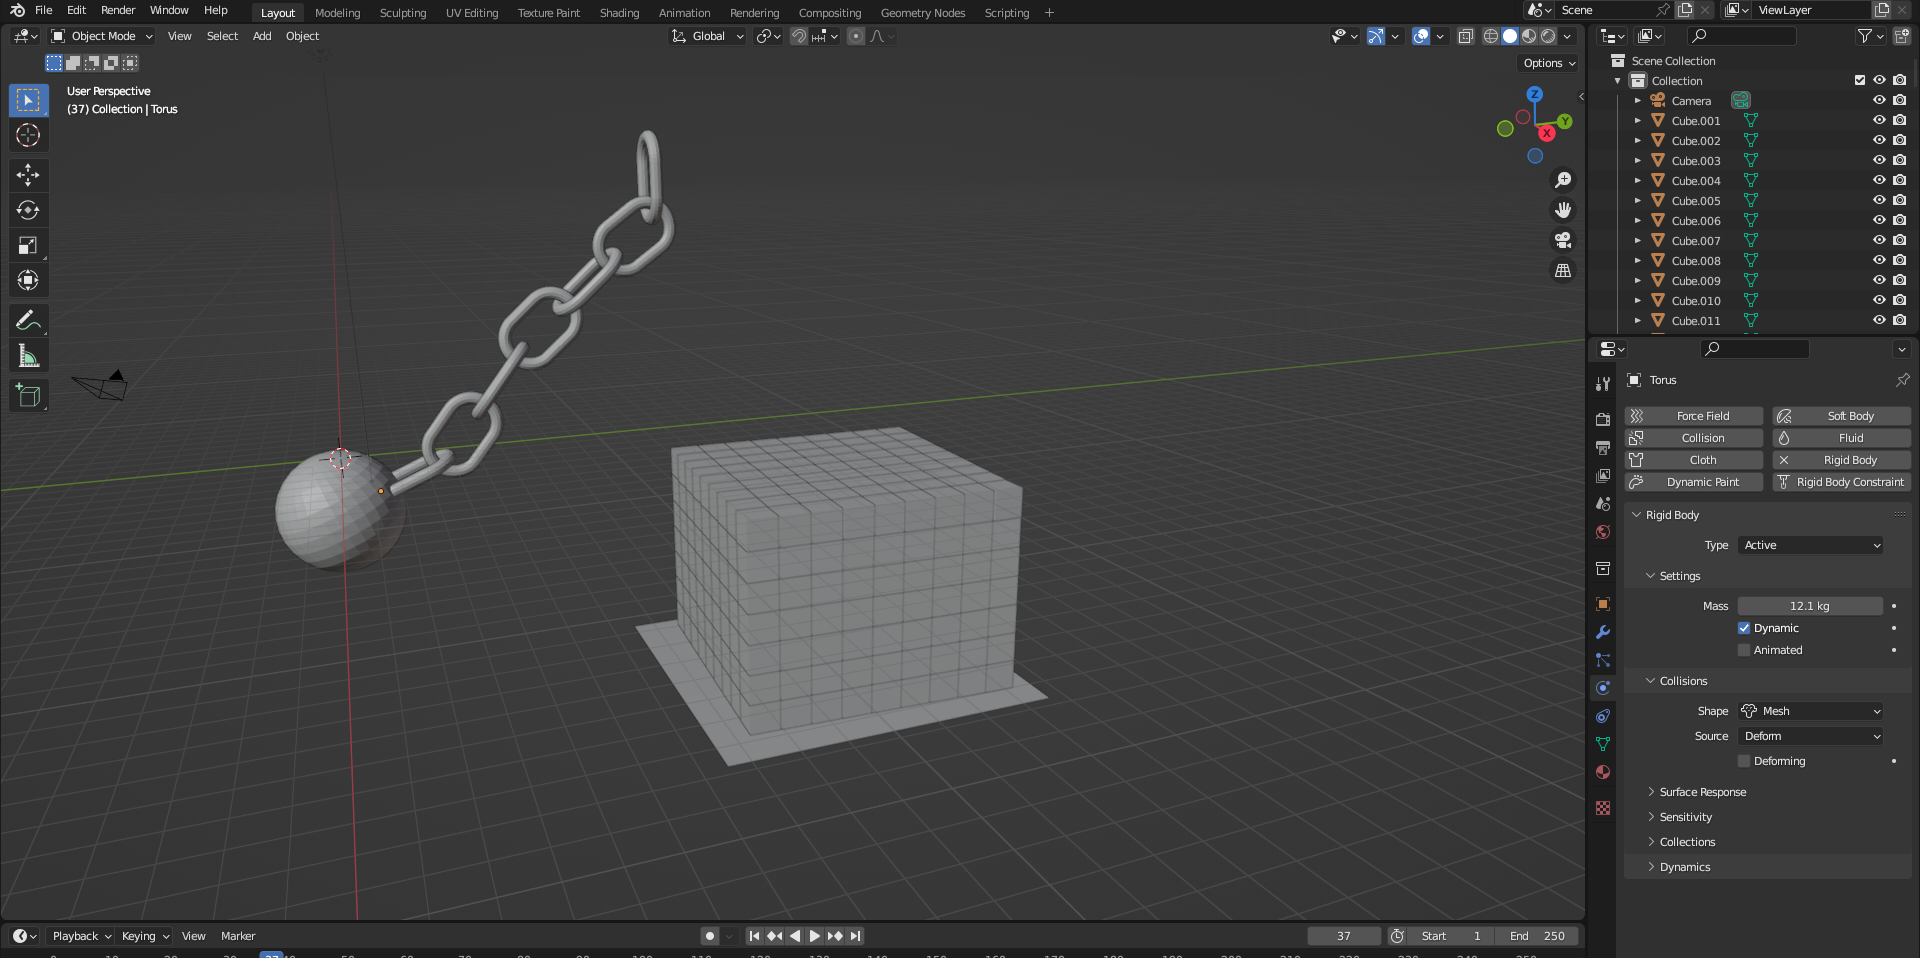 File Edit Render Window Help Layout Modeling Sculpting UV Editing Texture Paint Shading Animation Rendering Compositing Geometry Nodes Scripting + Scene ViewLayer
Object Mode View Select Add Object Global
Options
User Perspective
(37) Collection | Torus
Z
Y
X
Scene Collection
Collection
Camera
Cube.001
Cube.002
Cube.003
Cube.004
Cube.005
Cube.006
Cube.007
Cube.008
Cube.009
Cube.010
Cube.011
Torus
Force Field Soft Body
Collision Fluid
Cloth Rigid Body
Dynamic Paint Rigid Body Constraint
Rigid Body
Type Active
Settings
Mass 12.1 kg
Dynamic
Animated
Collisions
Shape Mesh
Source Deform
Deforming
Surface Response
Sensitivity
Collections
Dynamics
Playback Keying View Marker 37 Start 1 End 250